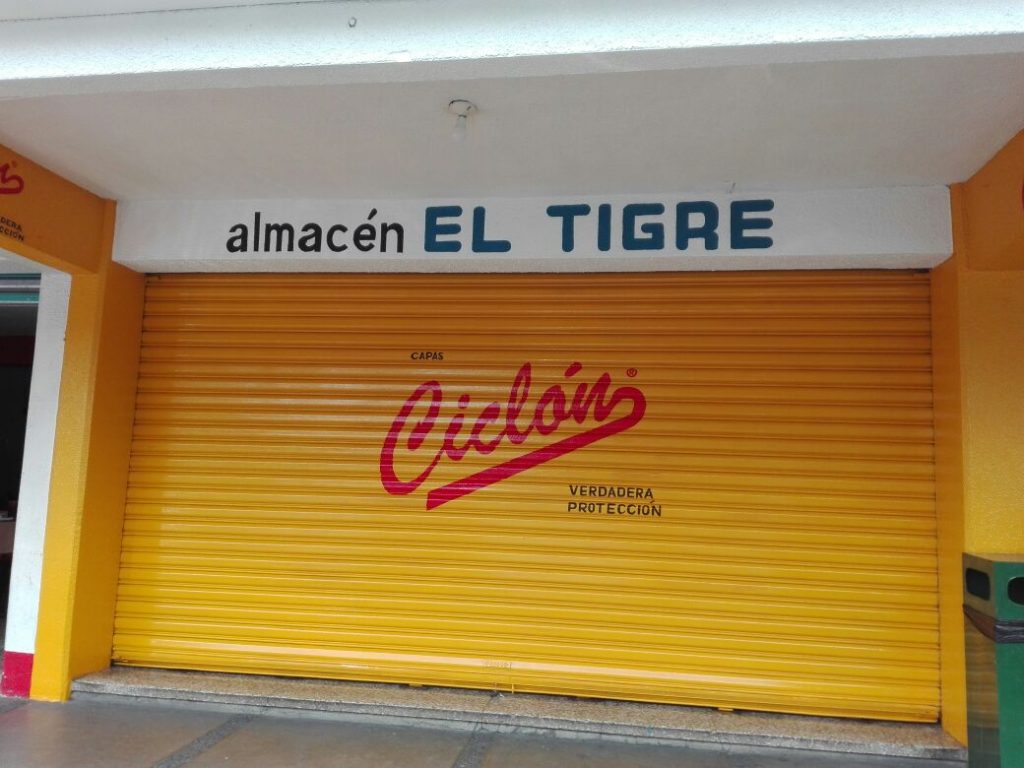 almacén EL TIGRE
CAPAS
Ciclón®
VERDADERA
PROTECCIÓN